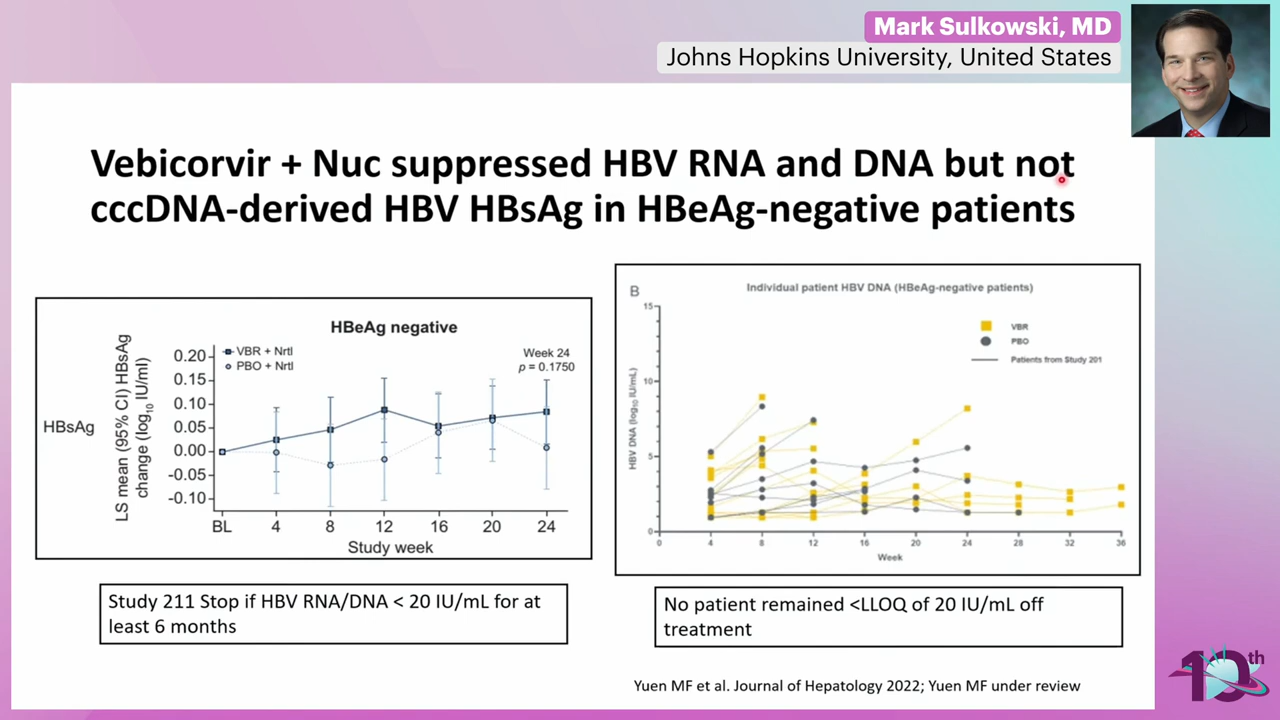 Mark Sulkowski, MD
Johns Hopkins University, United States
Vebicorvir + Nuc suppressed HBV RNA and DNA but not
cccDNA-derived HBV HBsAg in HBeAg-negative patients
HBeAg negative
HBsAg
LS mean (95% CI) HBsAg
change (log10 IU/ml)
0.20
0.15
0.10
0.05
0.00
-0.05
-0.10
VBR + NrtI
PBO + NrtI
Week 24
p = 0.1750
BL 4 8 12 16 20 24
Study week
Study 211 Stop if HBV RNA/DNA < 20 IU/mL for at
least 6 months
B
Individual patient HBV DNA (HBeAg-negative patients)
HBV DNA (log10 IU/mL)
15
10
5
0
VBR
PBO
Patients from Study 201
0 4 8 12 16 20 24 28 32 36
Week
No patient remained <LLOQ of 20 IU/mL off
treatment
Yuen MF et al. Journal of Hepatology 2022; Yuen MF under review
10th